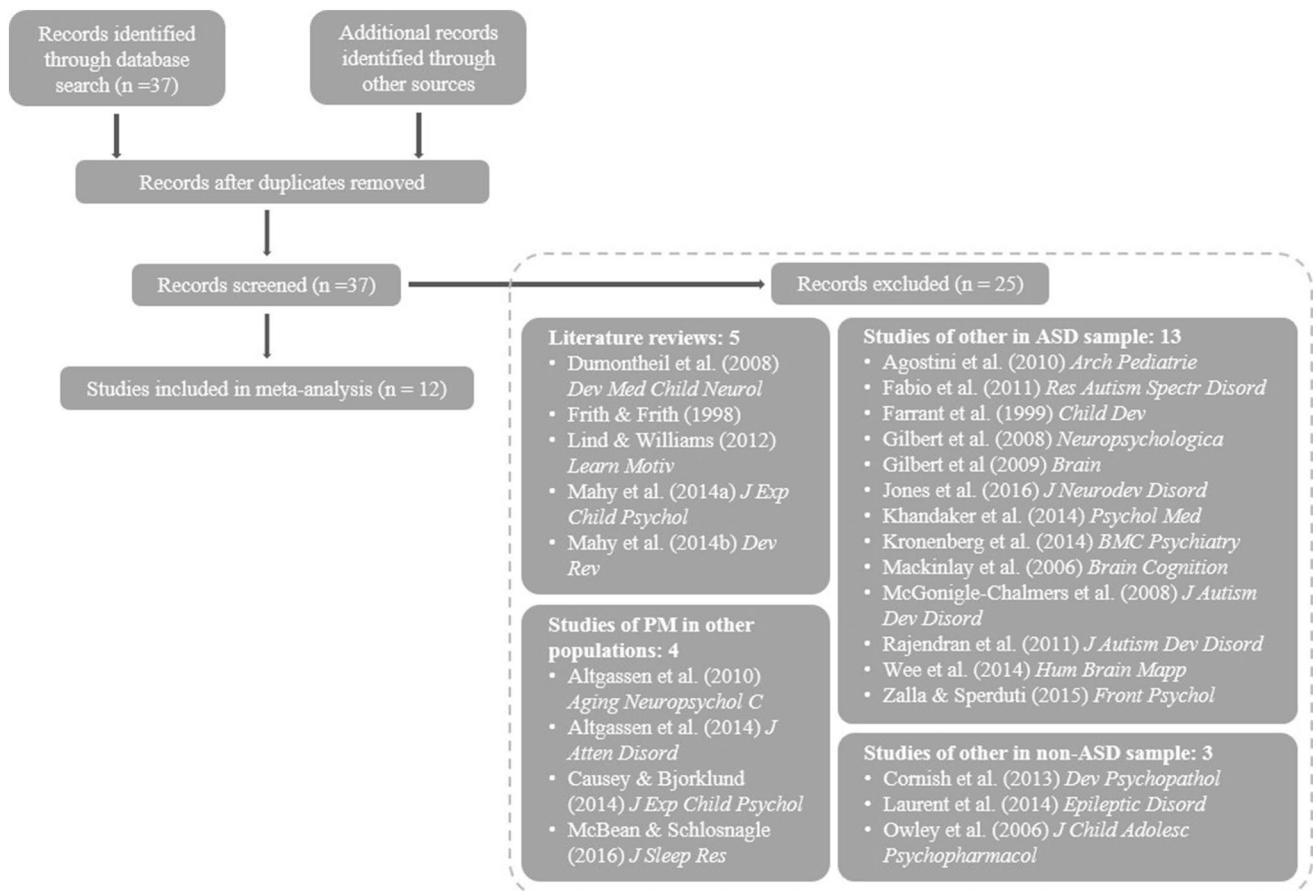 Records identified
through database
search (n =37)
Additional records
identified through
other sources
Records after duplicates removed
Records screened (n =37)
Records excluded (n = 25)
Studies included in meta-analysis (n = 12)
Literature reviews: 5
• Dumontheil et al. (2008)
Dev Med Child Neurol
• Frith & Frith (1998)
• Lind & Williams (2012)
Learn Motiv
• Mahy et al. (2014a) J Exp
Child Psychol
• Mahy et al. (2014b) Dev
Rev
Studies of PM in other
populations: 4
• Altgassen et al. (2010)
Aging Neuropsychol C
• Altgassen et al. (2014) J
Atten Disord
• Causey & Bjorklund
(2014) J Exp Child Psychol
• McBean & Schlosnagle
(2016) J Sleep Res
Studies of other in ASD sample: 13
• Agostini et al. (2010) Arch Pediatrie
• Fabio et al. (2011) Res Autism Spectr Disord
• Farrant et al. (1999) Child Dev
• Gilbert et al. (2008) Neuropsychologica
• Gilbert et al (2009) Brain
• Jones et al. (2016) J Neurodev Disord
• Khandaker et al. (2014) Psychol Med
• Kronenberg et al. (2014) BMC Psychiatry
• Mackinlay et al. (2006) Brain Cognition
• McGonigle-Chalmers et al. (2008) J Autism
Dev Disord
• Rajendran et al. (2011) J Autism Dev Disord
• Wee et al. (2014) Hum Brain Mapp
• Zalla & Sperduti (2015) Front Psychol
Studies of other in non-ASD sample: 3
• Cornish et al. (2013) Dev Psychopathol
• Laurent et al. (2014) Epileptic Disord
• Owley et al. (2006) J Child Adolesc
Psychopharmacol